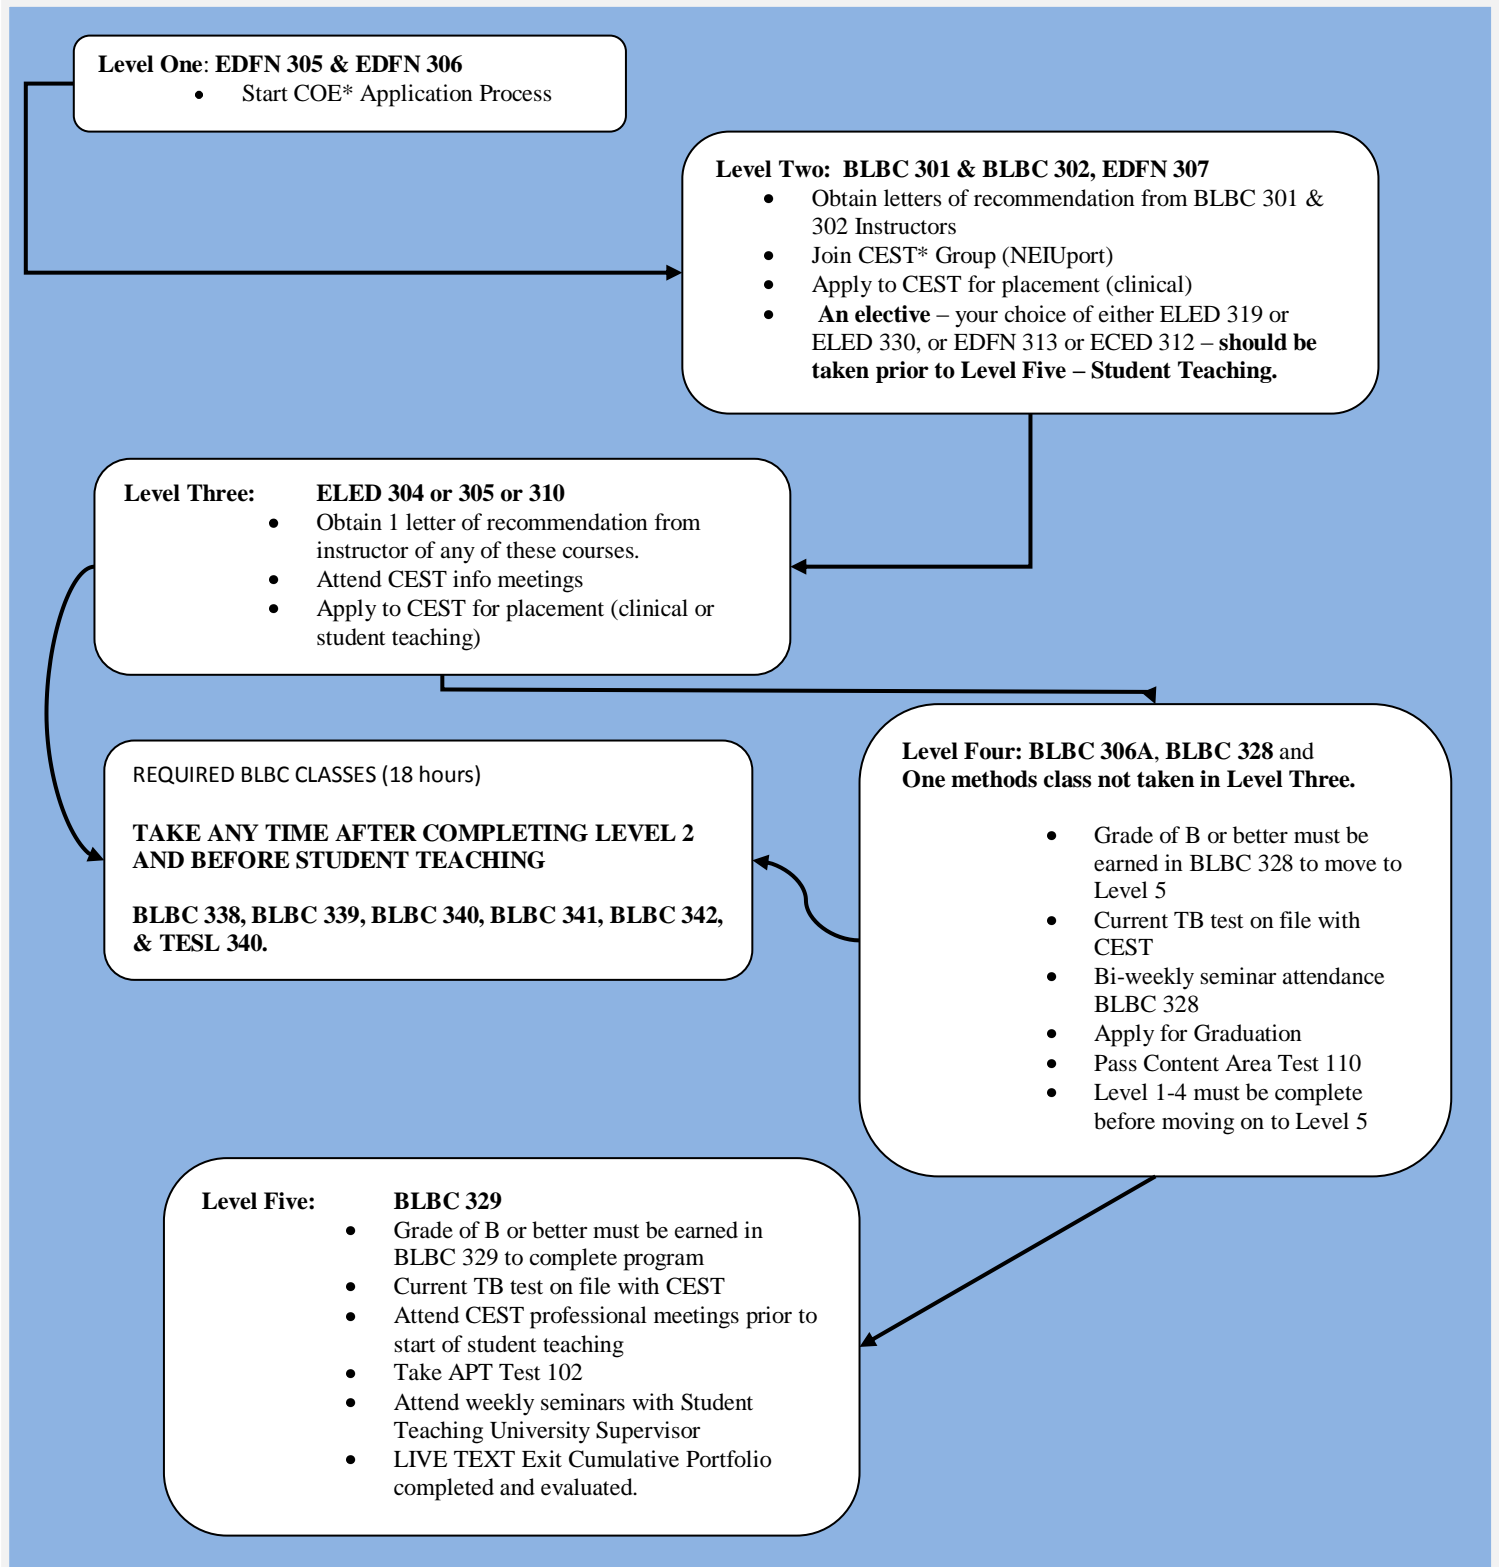 Level One: EDFN 305 & EDFN 306
• Start COE* Application Process
Level Two: BLBC 301 & BLBC 302, EDFN 307
• Obtain letters of recommendation from BLBC 301 &
302 Instructors
• Join CEST* Group (NEIUport)
• Apply to CEST for placement (clinical)
• An elective – your choice of either ELED 319 or
ELED 330, or EDFN 313 or ECED 312 – should be
taken prior to Level Five – Student Teaching.
Level Three: ELED 304 or 305 or 310
• Obtain 1 letter of recommendation from
instructor of any of these courses.
• Attend CEST info meetings
• Apply to CEST for placement (clinical or
student teaching)
REQUIRED BLBC CLASSES (18 hours)
TAKE ANY TIME AFTER COMPLETING LEVEL 2
AND BEFORE STUDENT TEACHING
BLBC 338, BLBC 339, BLBC 340, BLBC 341, BLBC 342,
& TESL 340.
Level Four: BLBC 306A, BLBC 328 and
One methods class not taken in Level Three.
• Grade of B or better must be
earned in BLBC 328 to move to
Level 5
• Current TB test on file with
CEST
• Bi-weekly seminar attendance
BLBC 328
• Apply for Graduation
• Pass Content Area Test 110
• Level 1-4 must be complete
before moving on to Level 5
Level Five: BLBC 329
• Grade of B or better must be earned in
BLBC 329 to complete program
• Current TB test on file with CEST
• Attend CEST professional meetings prior to
start of student teaching
• Take APT Test 102
• Attend weekly seminars with Student
Teaching University Supervisor
• LIVE TEXT Exit Cumulative Portfolio
completed and evaluated.